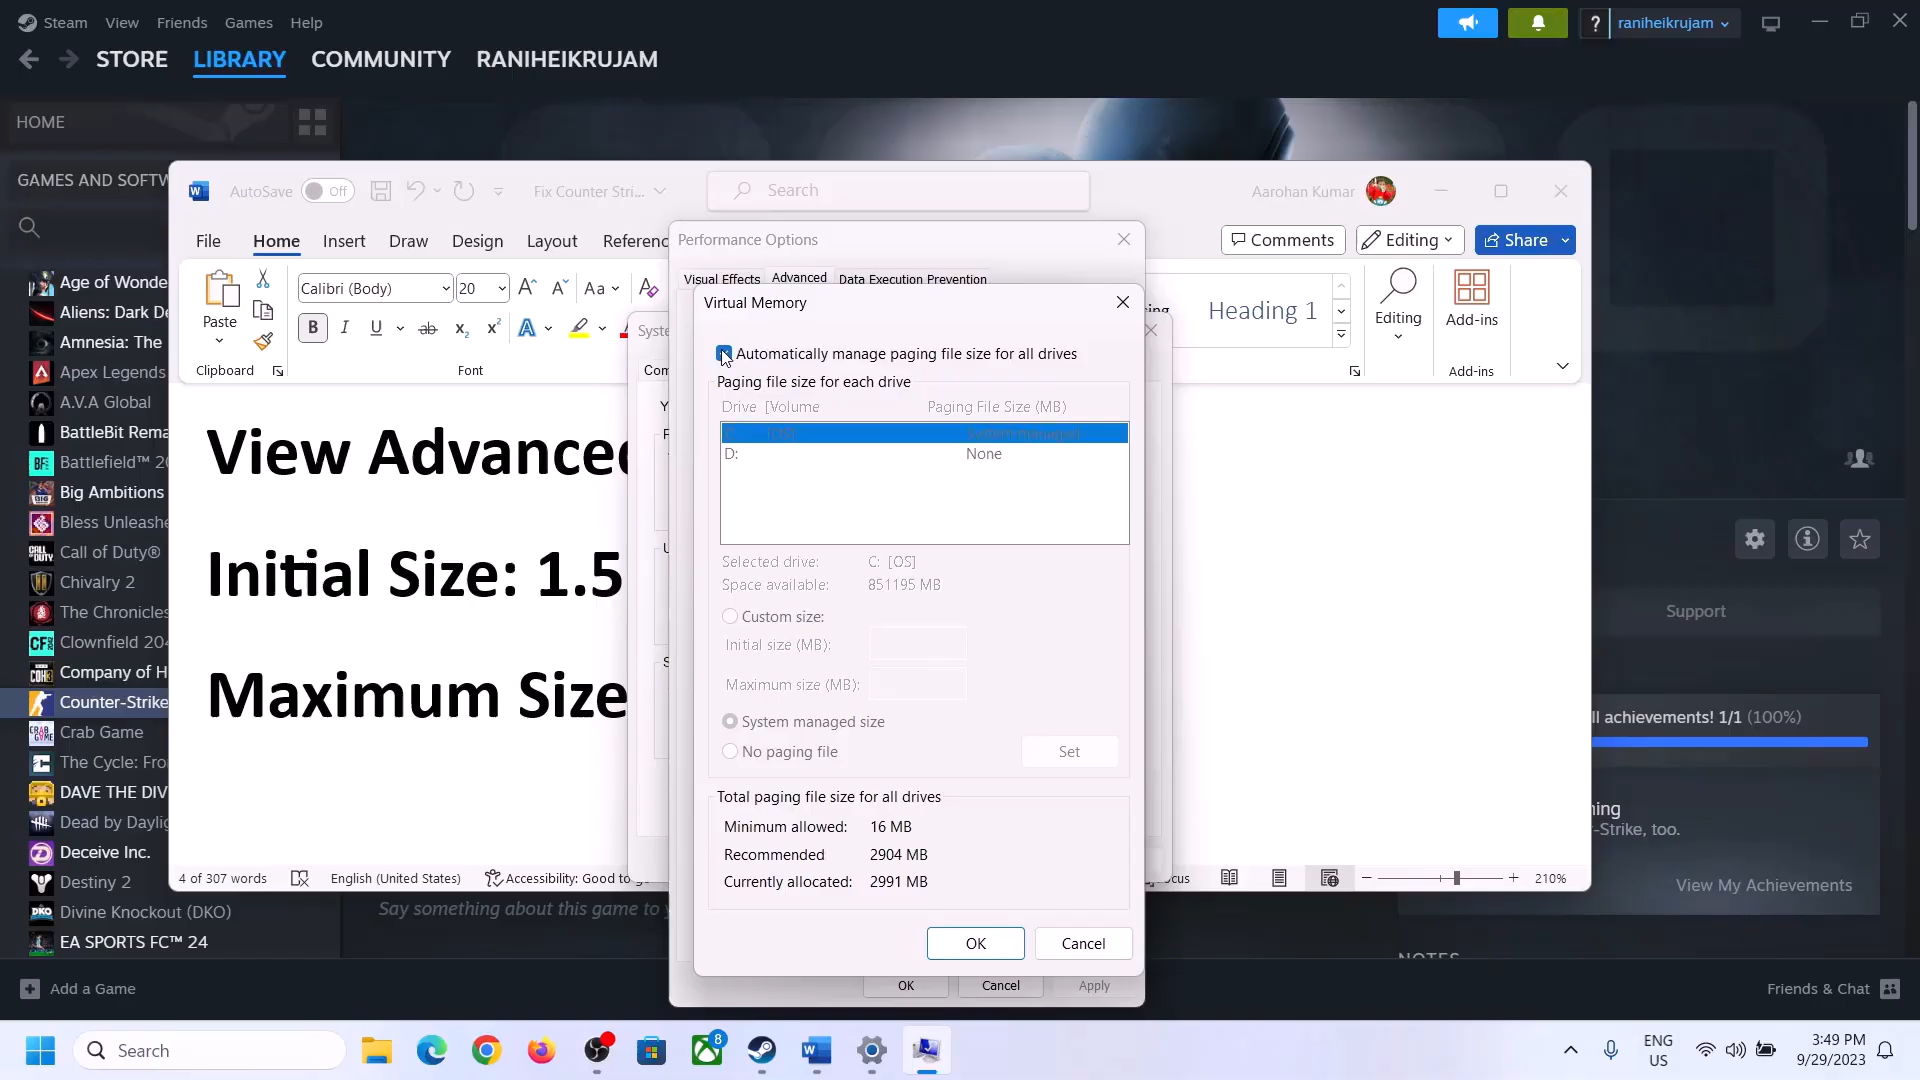 Steam View Friends Games Help
raniheikrujam
STORE LIBRARY COMMUNITY RANIHEIKRUJAM
HOME
GAMES AND SOFTW
Age of Wonde
Aliens: Dark De
Amnesia: The
Apex Legends
A.V.A Global
BattleBit Rema
Battlefield™ 20
Big Ambitions
Bless Unleashe
Call of Duty®
Chivalry 2
The Chronicles
Clownfield 204
Company of H
Counter-Strike
Crab Game
The Cycle: Fro
DAVE THE DIV
Dead by Daylig
Deceive Inc.
Destiny 2
Divine Knockout (DKO)
EA SPORTS FC™ 24
Add a Game
AutoSave Off Fix Counter Stri... Search Aarohan Kumar
File Home Insert Draw Design Layout Referenc Comments Editing Share
Paste
Clipboard
Calibri (Body) 20
Font
Heading 1
Editing
Add-ins
Add-ins
View Advanced
Initial Size: 1.5
Maximum Size
4 of 307 words English (United States) Accessibility: Good to g
210%
Performance Options
Visual Effects Advanced Data Execution Prevention
Virtual Memory
Automatically manage paging file size for all drives
Paging file size for each drive
Drive [Volume Paging File Size (MB)
D: None
Selected drive: C: [OS]
Space available: 851195 MB
Custom size:
Initial size (MB):
Maximum size (MB):
System managed size
No paging file Set
Total paging file size for all drives
Minimum allowed: 16 MB
Recommended 2904 MB
Currently allocated: 2991 MB
OK Cancel
OK Cancel Apply
Support
ll achievements! 1/1 (100%)
ning
r-Strike, too.
View My Achievements
Say something about this game to y
NOTES
Friends & Chat
Search
8
ENG
US
3:49 PM
9/29/2023